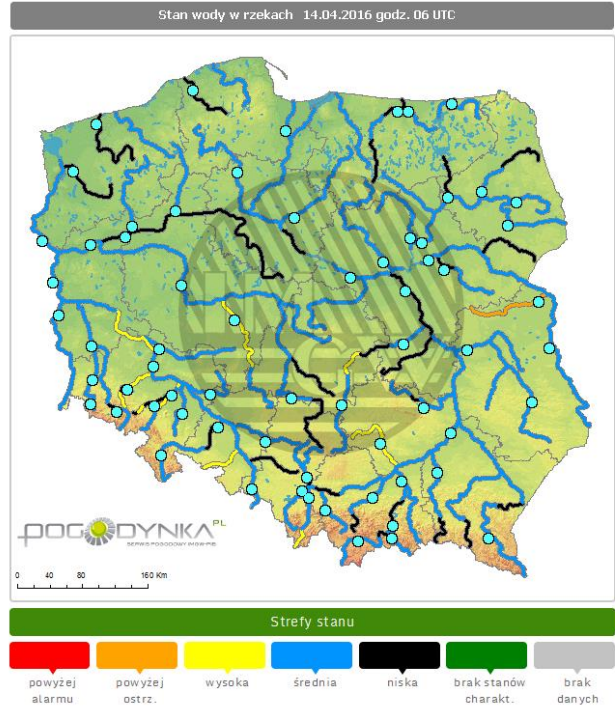 Stan wody w rzekach 14.04.2016 godz. 06 UTC
IMGW
POGODYNKA.PL
SERWIS POGODOWY IMGW-PIB
0 40 80 160 Km
Strefy stanu
powyżej alarmu
powyżej ostrz.
wysoka
średnia
niska
brak stanów charakt.
brak danych